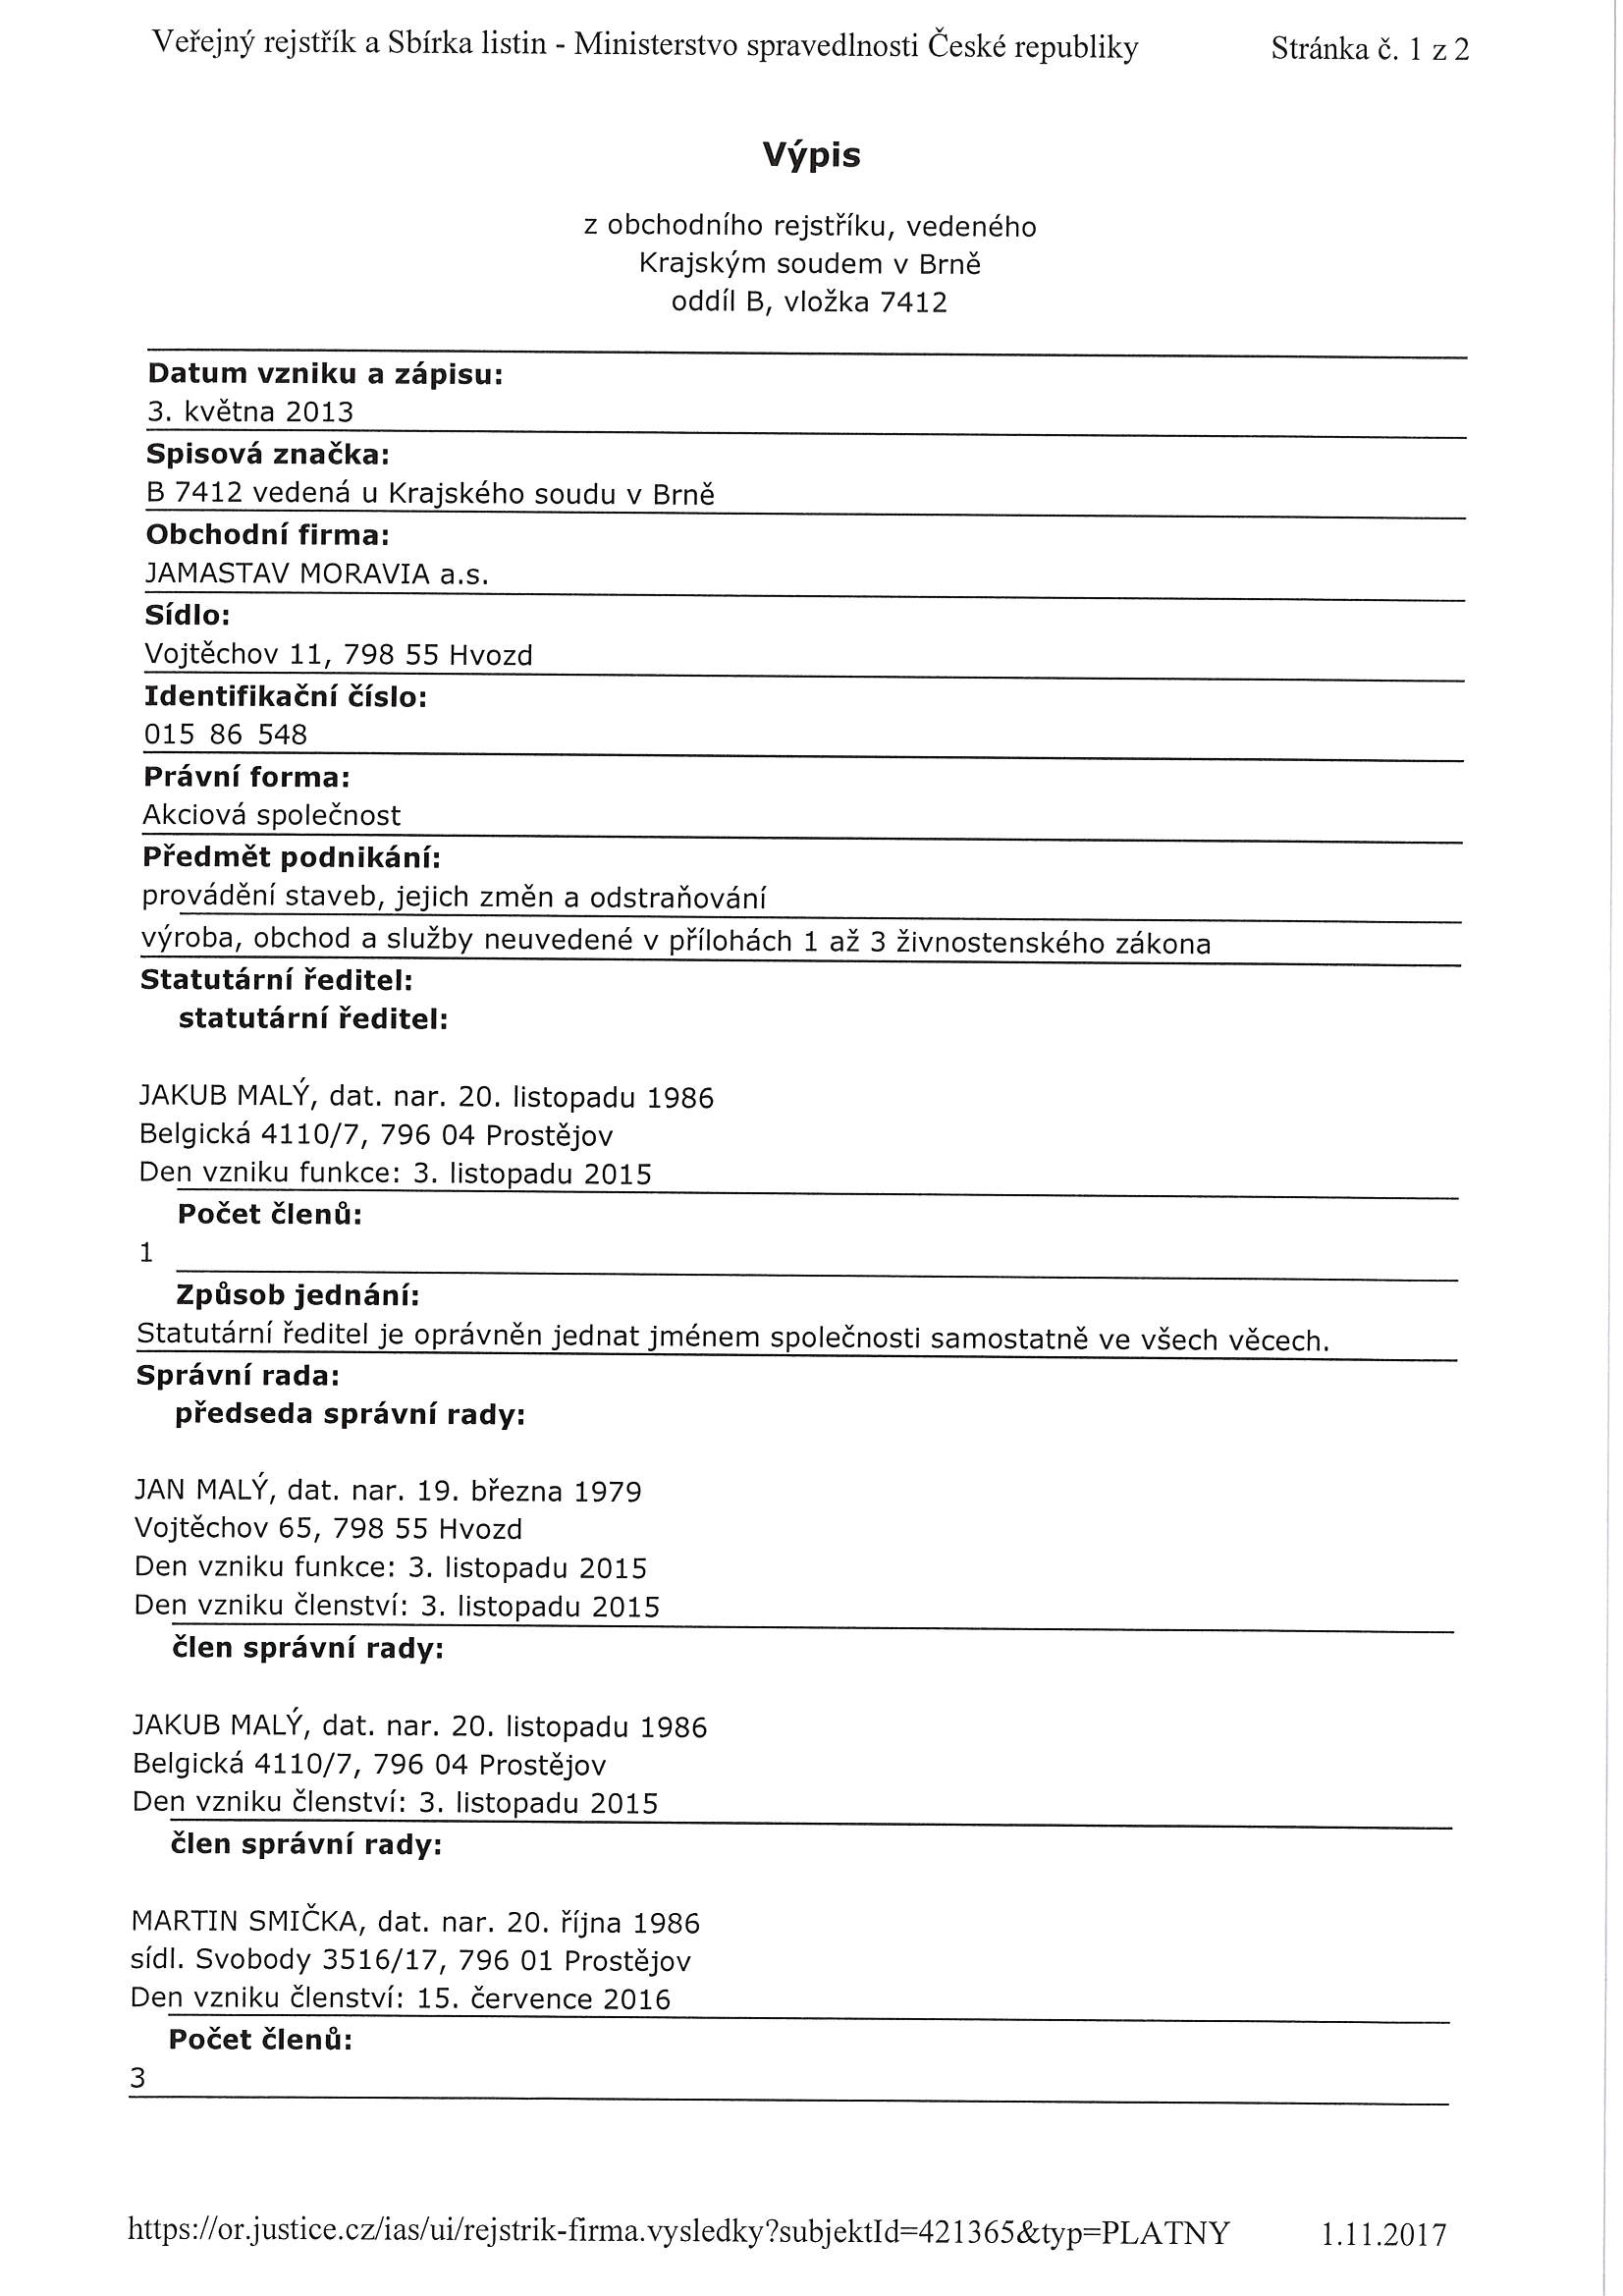 Veřejný rejstřík a Sbírka listin - Ministerstvo spravedlnosti České republiky Stránka č. 1 z 2
Výpis
z obchodního rejstříku, vedeného
Krajským soudem v Brně
oddíl B, vložka 7412
Datum vzniku a zápisu:
3. května 2013
Spisová značka:
B 7412 vedená u Krajského soudu v Brně
Obchodní firma:
JAMASTAV MORAVIA a.s.
Sídlo:
Vojtěchov 11, 798 55 Hvozd
Identifikační číslo:
015 86 548
Právní forma:
Akciová společnost
Předmět podnikání:
provádění staveb, jejich změn a odstraňování
výroba, obchod a služby neuvedené v přílohách 1 až 3 živnostenského zákona
Statutární ředitel:
statutární ředitel:
JAKUB MALÝ, dat. nar. 20. listopadu 1986
Belgická 4110/7, 796 04 Prostějov
Den vzniku funkce: 3. listopadu 2015
Počet členů:
1
Způsob jednání:
Statutární ředitel je oprávněn jednat jménem společnosti samostatně ve všech věcech.
Správní rada:
předseda správní rady:
JAN MALÝ, dat. nar. 19. března 1979
Vojtěchov 65, 798 55 Hvozd
Den vzniku funkce: 3. listopadu 2015
Den vzniku členství: 3. listopadu 2015
člen správní rady:
JAKUB MALÝ, dat. nar. 20. listopadu 1986
Belgická 4110/7, 796 04 Prostějov
Den vzniku členství: 3. listopadu 2015
člen správní rady:
MARTIN SMIČKA, dat. nar. 20. října 1986
sídl. Svobody 3516/17, 796 01 Prostějov
Den vzniku členství: 15. července 2016
Počet členů:
3
https://or.justice.cz/ias/ui/rejstrik-firma.vysledky?subjektId=421365&typ=PLATNY 1.11.2017